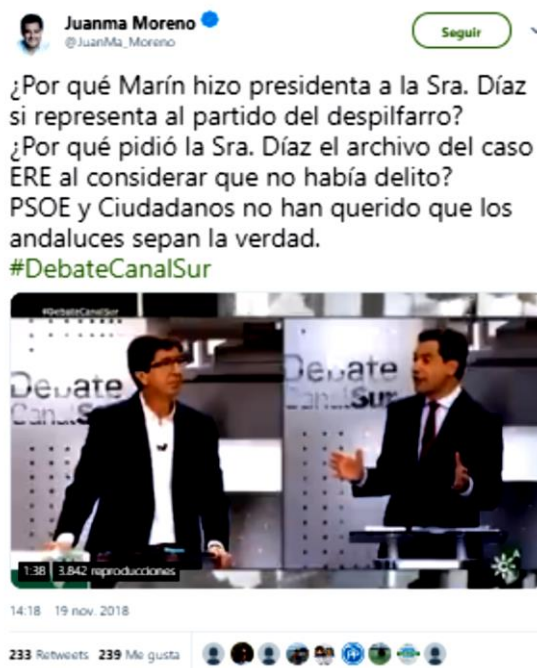 Juanma Moreno
@JuanMa_Moreno
Seguir
¿Por qué Marín hizo presidenta a la Sra. Díaz
si representa al partido del despilfarro?
¿Por qué pidió la Sra. Díaz el archivo del caso
ERE al considerar que no había delito?
PSOE y Ciudadanos no han querido que los
andaluces sepan la verdad.
#DebateCanalSur
#DebateCanalSur
Debate
CanalSur
Debate
CanalSur
1:38 3.842 reproducciones
14:18 19 nov. 2018
233 Retweets 239 Me gusta